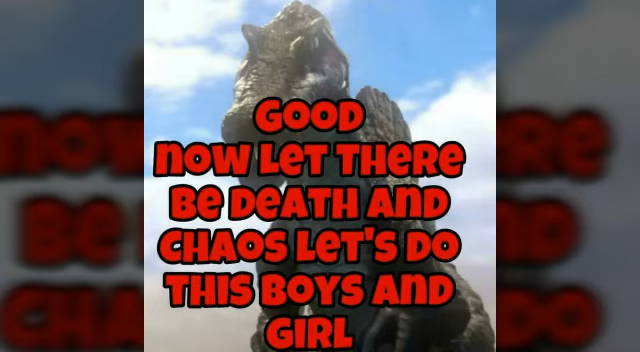 GOOD
NOW LET THERE
BE DEATH AND
CHAOS LET'S DO
THIS BOYS AND
GIRL